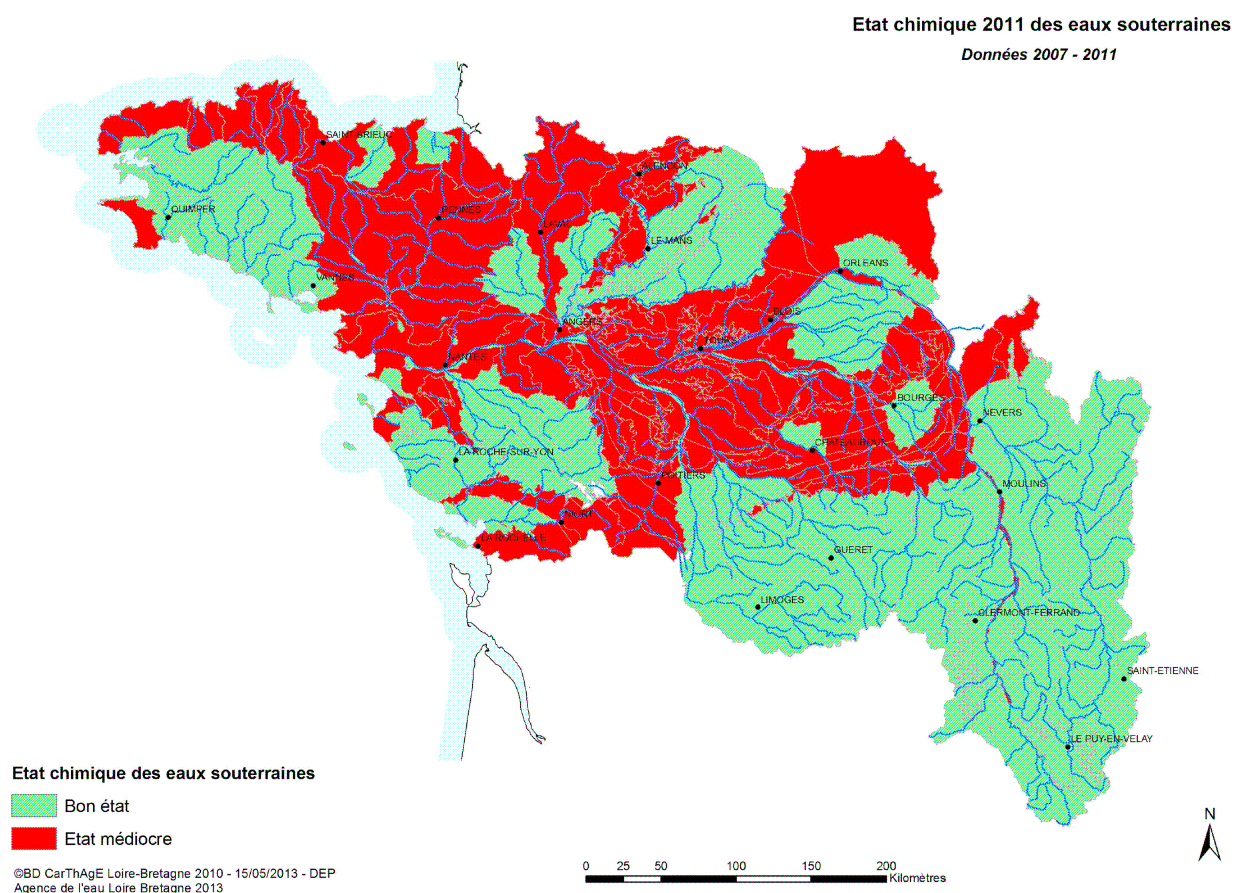 Etat chimique 2011 des eaux souterraines
Données 2007 - 2011
SAINT-BRIEUC
ALENCON
QUIMPER
RENNES
LAVAL
LE MANS
ORLEANS
VANNES
ANGERS
BLOIS
TOURS
NANTES
BOURGES
NEVERS
CHATEAUROUX
LA ROCHE-SUR-YON
POITIERS
MOULINS
NIORT
LA ROCHELLE
GUERET
LIMOGES
CLERMONT-FERRAND
SAINT-ETIENNE
LE PUY-EN-VELAY
Etat chimique des eaux souterraines
Bon état
Etat médiocre
N
0 25 50 100 150 200
Kilomètres
©BD CarThAgE Loire-Bretagne 2010 - 15/05/2013 - DEP
Agence de l'eau Loire Bretagne 2013